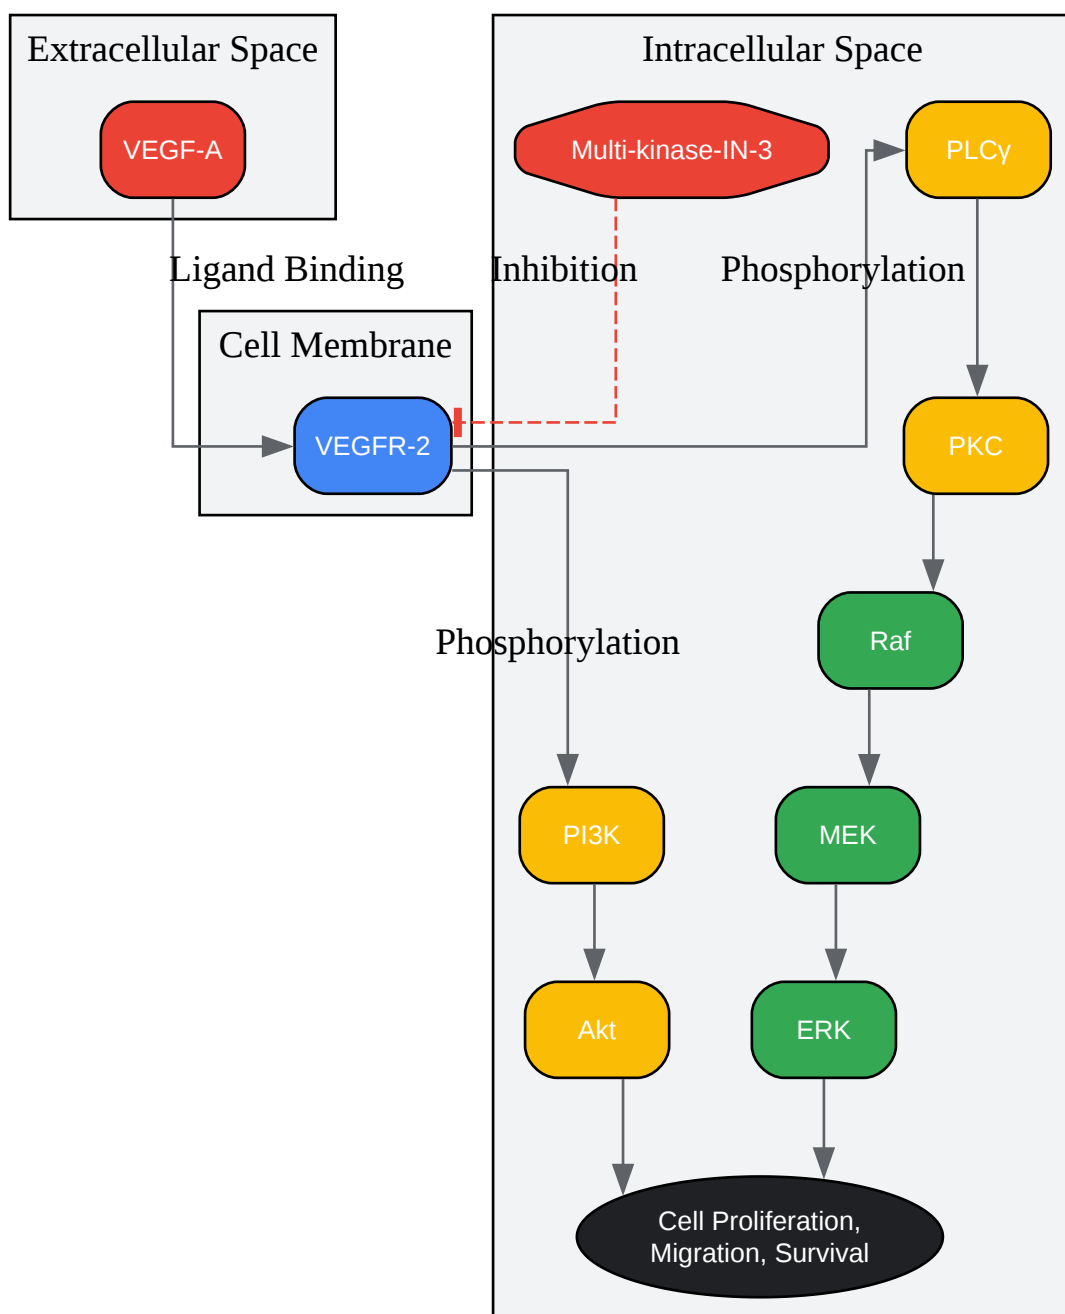 Extracellular Space
Intracellular Space
VEGF-A
Multi-kinase-IN-3
PLCγ
Ligand Binding
Inhibition
Phosphorylation
Cell Membrane
VEGFR-2
PKC
Raf
Phosphorylation
PI3K
MEK
Akt
ERK
Cell Proliferation,
Migration, Survival